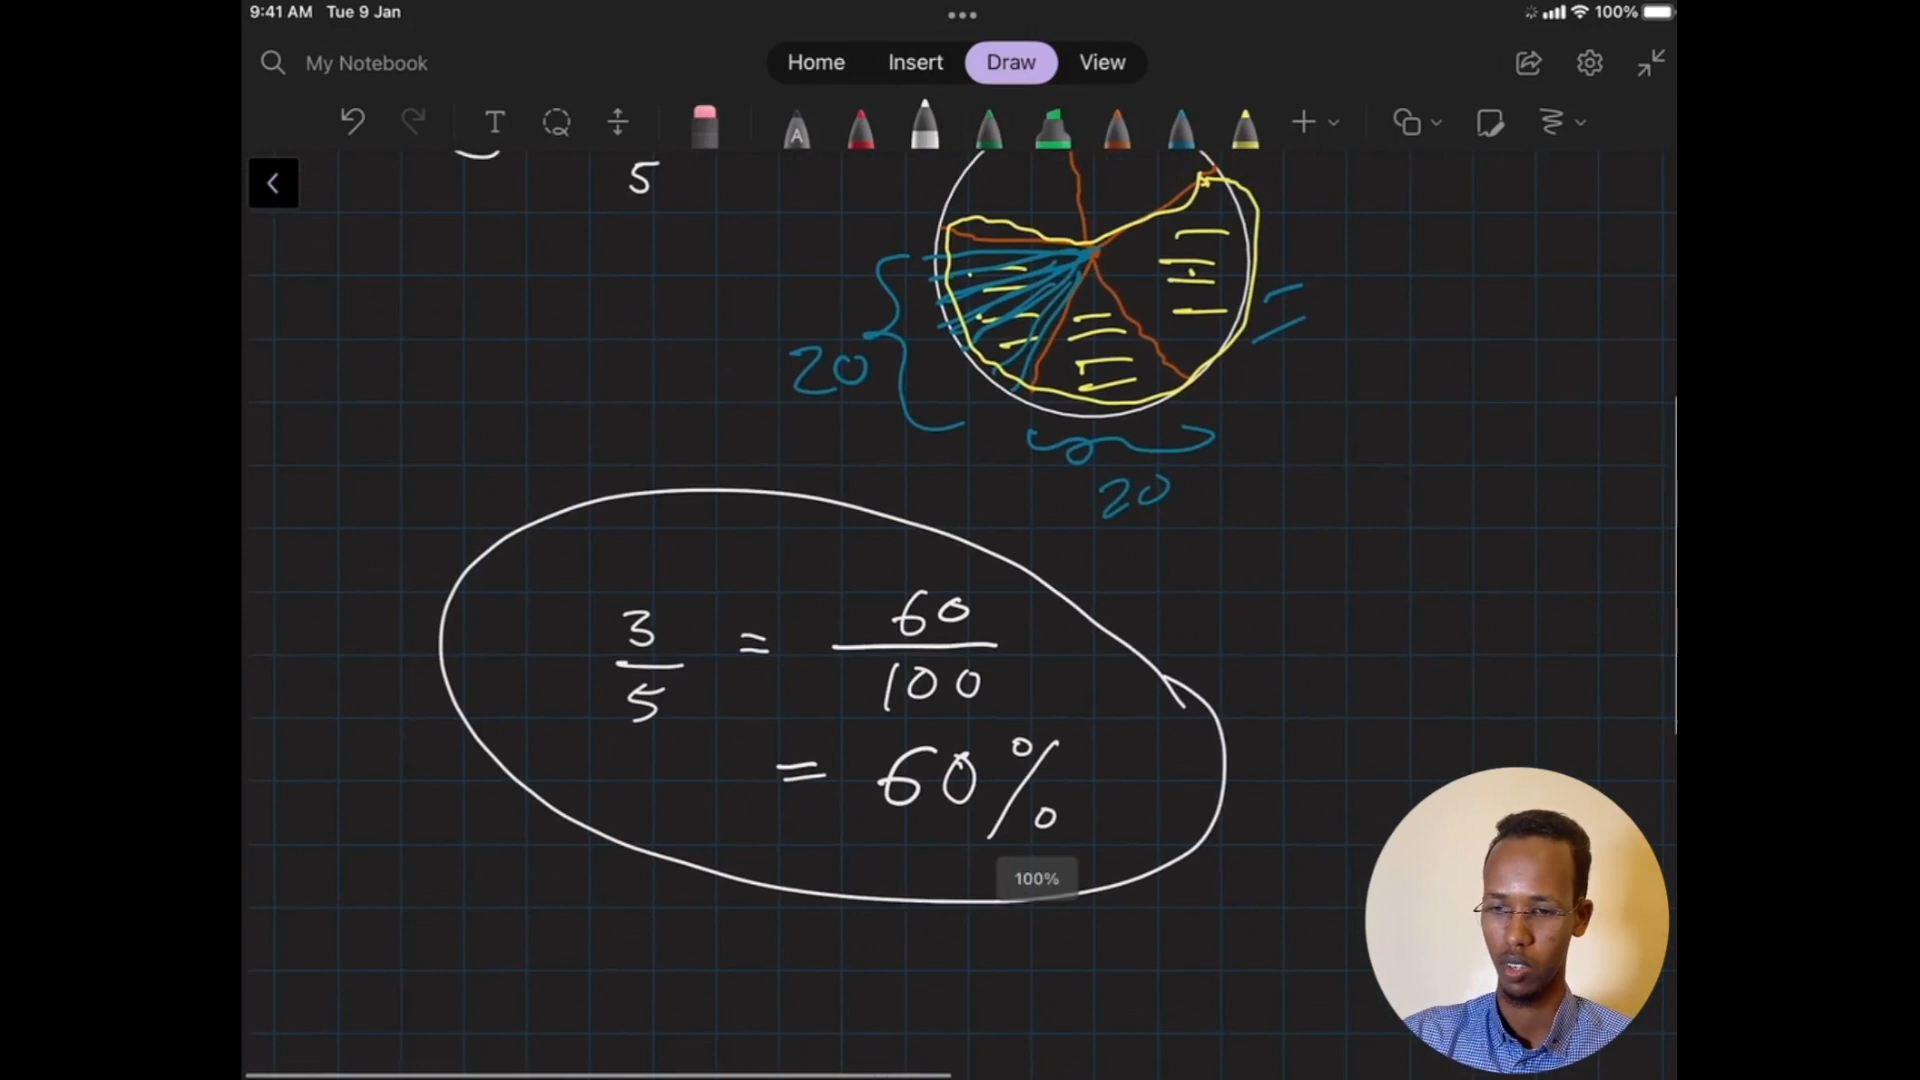 9:41 AM Tue 9 Jan
100%
My Notebook
Home Insert Draw View
T
A
5
20
20
3/5 = 60/100
= 60%
100%